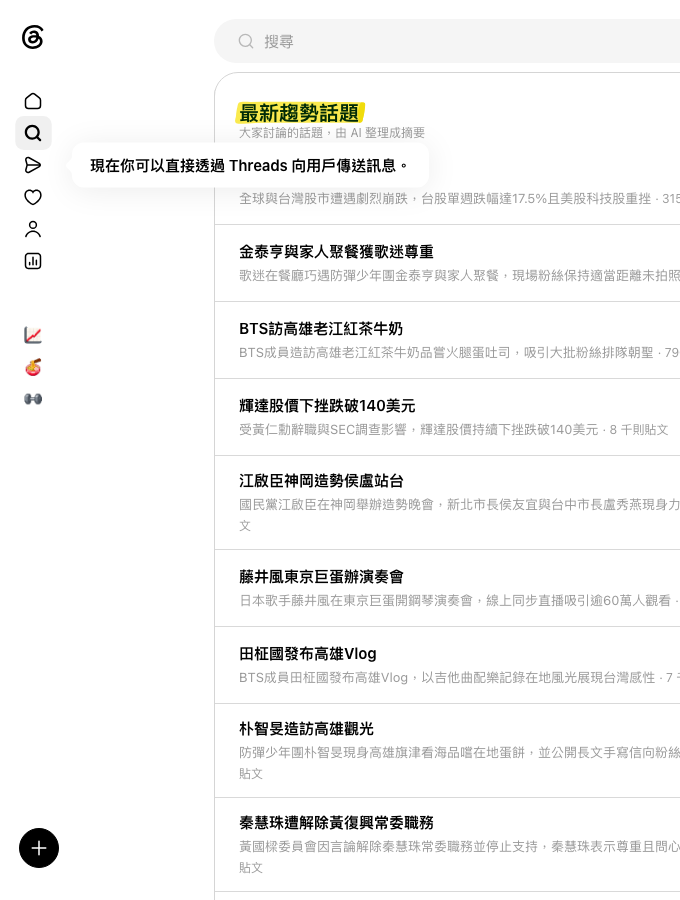 搜尋
最新趨勢話題
大家討論的話題，由 AI 整理成摘要
現在你可以直接透過 Threads 向用戶傳送訊息。
全球與台灣股市遭遇劇烈崩跌，台股單週跌幅達17.5%且美股科技股重挫 · 315
金泰亨與家人聚餐獲歌迷尊重
歌迷在餐廳巧遇防彈少年團金泰亨與家人聚餐，現場粉絲保持適當距離未拍照
BTS訪高雄老江紅茶牛奶
BTS成員造訪高雄老江紅茶牛奶品嘗火腿蛋吐司，吸引大批粉絲排隊朝聖 · 79
輝達股價下挫跌破140美元
受黃仁勳辭職與SEC調查影響，輝達股價持續下挫跌破140美元 · 8 千則貼文
江啟臣神岡造勢侯盧站台
國民黨江啟臣在神岡舉辦造勢晚會，新北市長侯友宜與台中市長盧秀燕現身力
文
藤井風東京巨蛋辦演奏會
日本歌手藤井風在東京巨蛋開鋼琴演奏會，線上同步直播吸引逾60萬人觀看 ·
田柾國發布高雄Vlog
BTS成員田柾國發布高雄Vlog，以吉他曲配樂記錄在地風光展現台灣感性 · 7 千
朴智旻造訪高雄觀光
防彈少年團朴智旻現身高雄旗津看海品嚐在地蛋餅，並公開長文手寫信向粉絲
貼文
秦慧珠遭解除黃復興常委職務
黃國樑委員會因言論解除秦慧珠常委職務並停止支持，秦慧珠表示尊重且問心
貼文